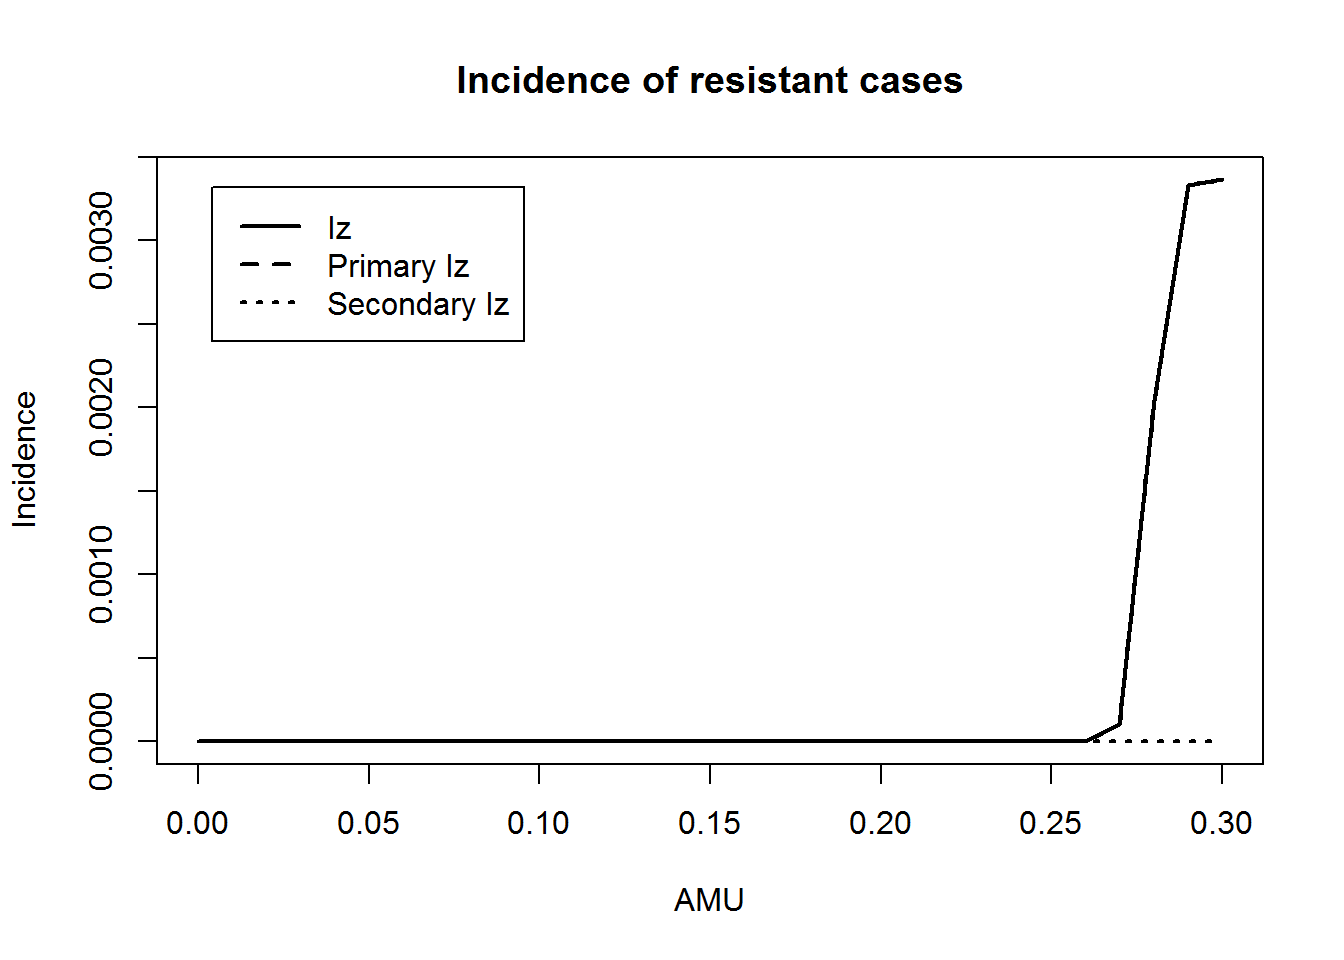 Incidence of resistant cases
Iz
Primary Iz
Secondary Iz
Incidence
0.0030
0.0020
0.0010
0.0000
0.00 0.05 0.10 0.15 0.20 0.25 0.30
AMU